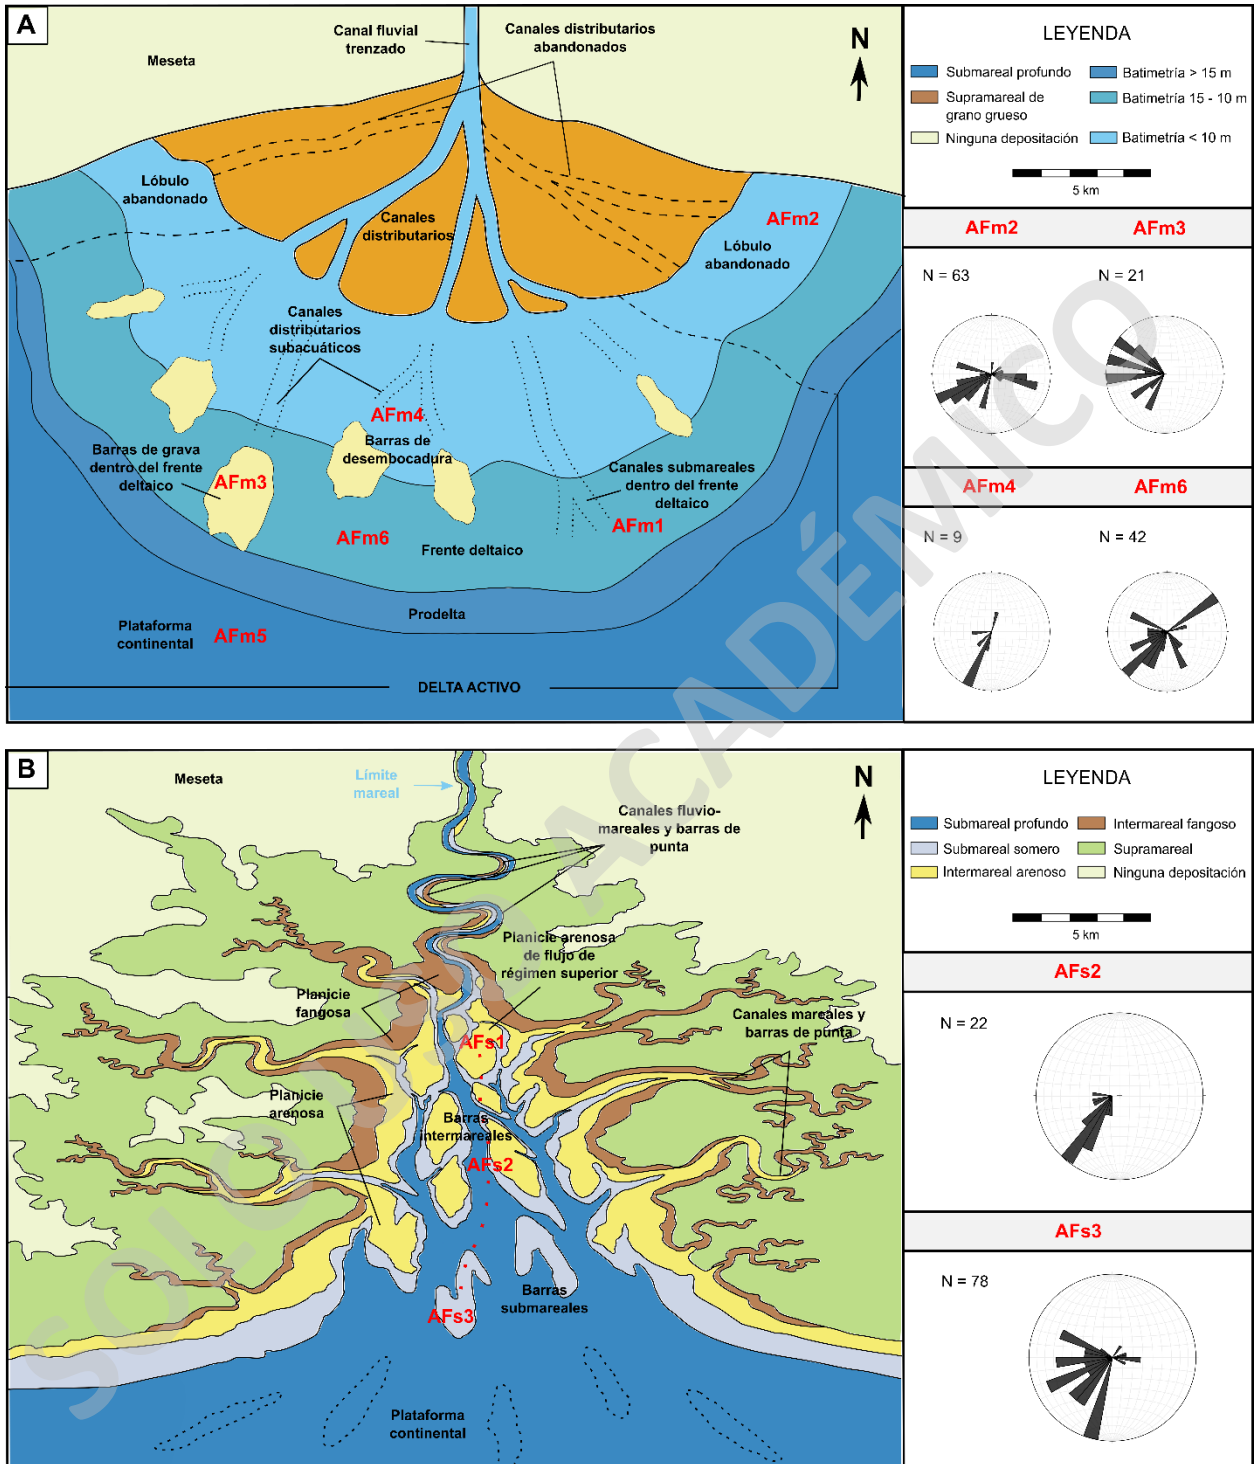 A
Meseta
Canal fluvial
trenzado
Canales distributarios
abandonados
N
Lóbulo
abandonado
Canales
distributarios
AFm2
Lóbulo
abandonado
Canales
distributarios
subacuáticos
AFm4
Barras de
desembocadura
Barras de grava
dentro del frente
deltaico
AFm3
Canales submareales
dentro del frente
deltaico
AFm1
AFm6
Frente deltaico
Prodelta
Plataforma
continental
AFm5
DELTA ACTIVO
LEYENDA
Submareal profundo
Batimetría > 15 m
Supramareal de
grano grueso
Batimetría 15 - 10 m
Ninguna depositación
Batimetría < 10 m
5 km
AFm2
AFm3
N = 63
N = 21
AFm4
AFm6
N = 9
N = 42
B
Meseta
Límite
mareal
Canales fluvio-
mareales y barras de
punta
N
Planicie arenosa
de flujo de
régimen superior
Planicie
fangosa
Canales mareales y
barras de punta
AFs1
Planicie
arenosa
Barras
intermareales
AFs2
Barras
submareales
AFs3
Plataforma
continental
LEYENDA
Submareal profundo
Intermareal fangoso
Submareal somero
Supramareal
Intermareal arenoso
Ninguna depositación
5 km
AFs2
N = 22
AFs3
N = 78
SOLO USO ACADÉMICO